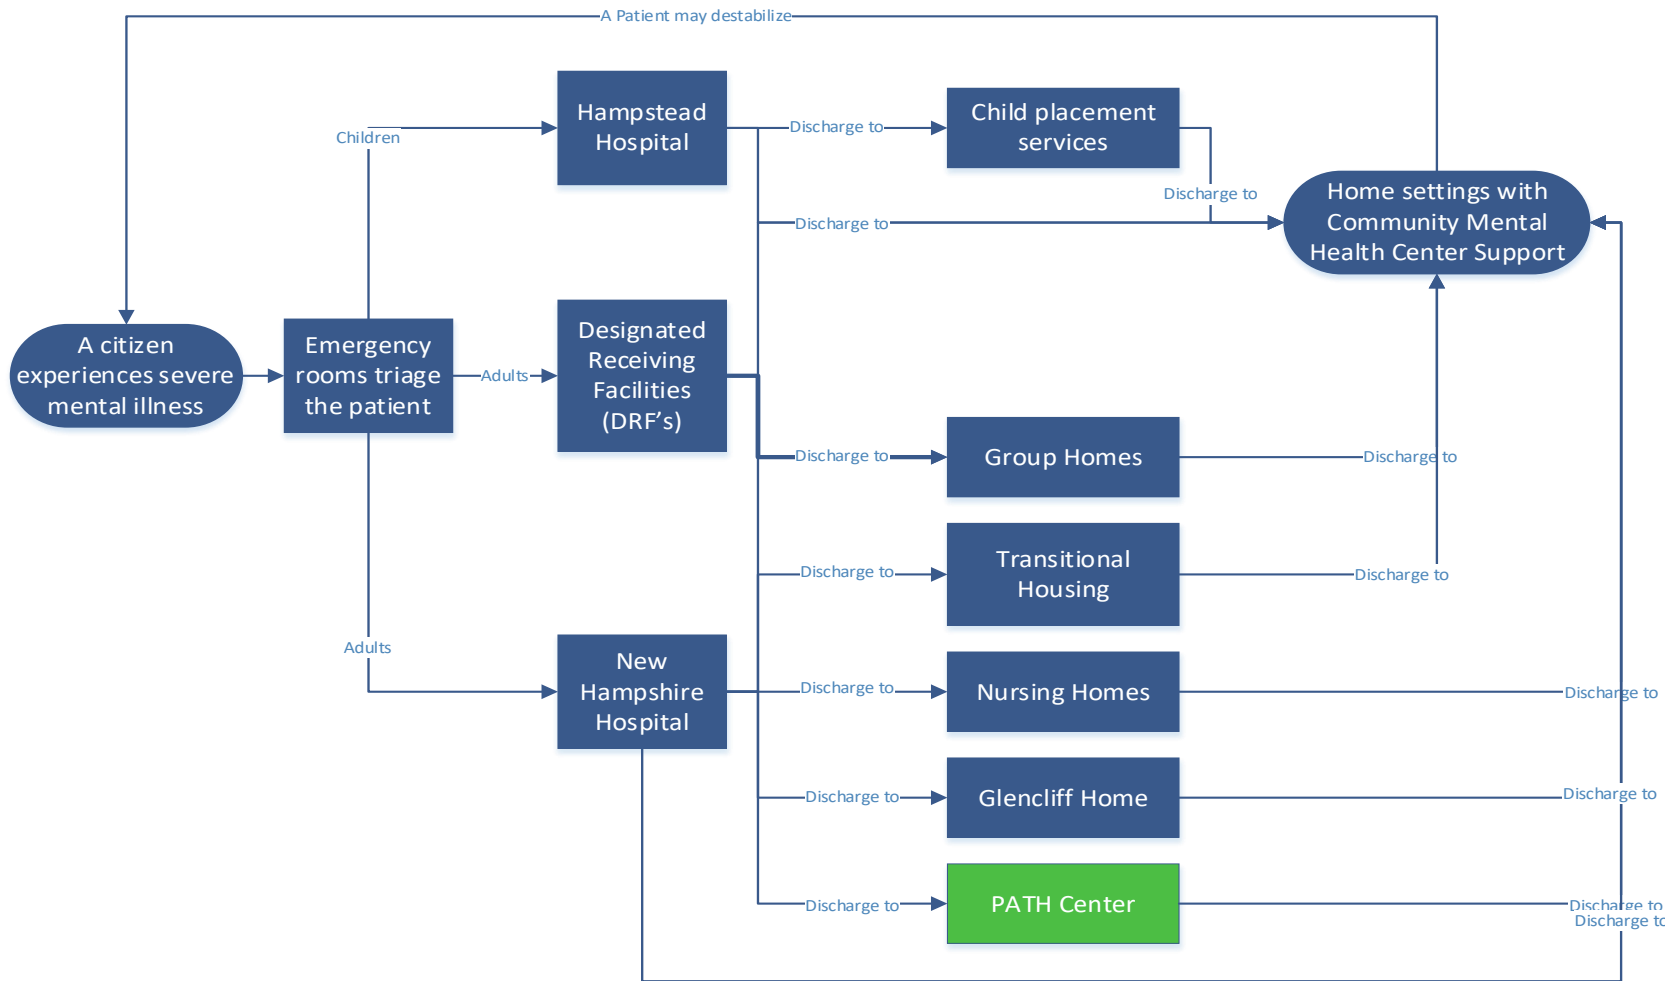 A Patient may destabilize
Hampstead
Hospital
Discharge to
Child placement
services
Children
Discharge to
Discharge to
Home settings with
Community Mental
Health Center Support
A citizen
experiences severe
mental illness
Emergency
rooms triage
the patient
Adults
Designated
Receiving
Facilities
(DRF's)
Discharge to
Group Homes
Discharge to
Discharge to
Transitional
Housing
Discharge to
Adults
New
Hampshire
Hospital
Discharge to
Nursing Homes
Discharge to
Discharge to
Glencliff Home
Discharge to
Discharge to
PATH Center
Discharge to
Discharge to